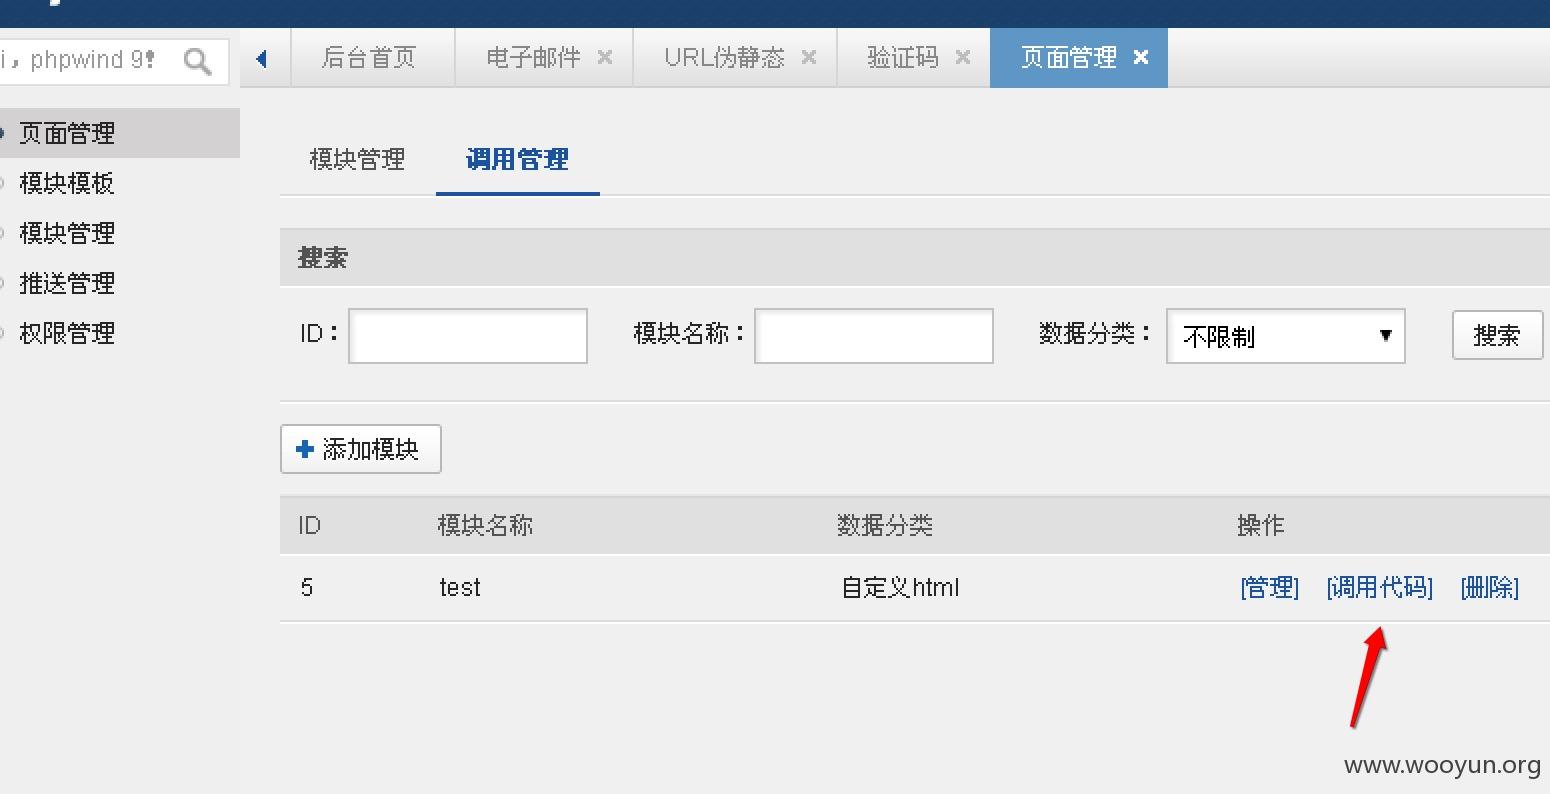 i，phpwind 9！
后台首页 电子邮件 URL伪静态 验证码 页面管理
页面管理
模块模板
模块管理
推送管理
权限管理
模块管理 调用管理
搜索
ID： 模块名称： 数据分类： 不限制 搜索
添加模块
ID 模块名称 数据分类 操作
5 test 自定义html [管理] [调用代码] [删除]
www.wooyun.org